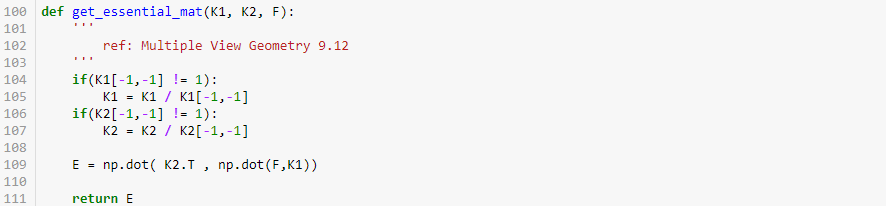 100 def get_essential_mat(K1, K2, F):
101     '''
102         ref: Multiple View Geometry 9.12
103     '''
104     if(K1[-1,-1] != 1):
105         K1 = K1 / K1[-1,-1]
106     if(K2[-1,-1] != 1):
107         K2 = K2 / K2[-1,-1]
108
109     E = np.dot( K2.T , np.dot(F,K1))
110
111     return E